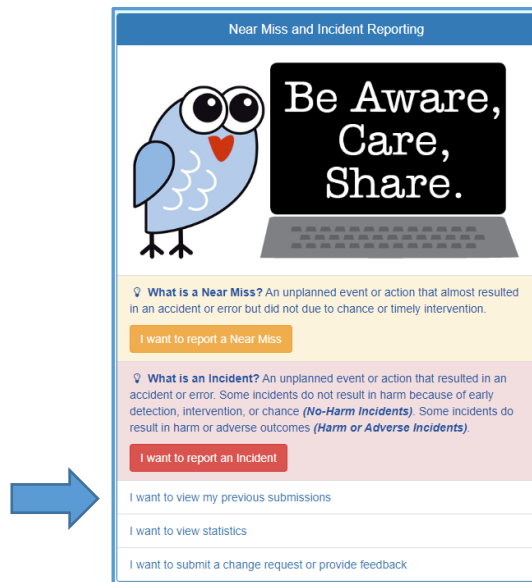 Near Miss and Incident Reporting
Be Aware,
Care,
Share.
What is a Near Miss? An unplanned event or action that almost resulted
in an accident or error but did not due to chance or timely intervention.
I want to report a Near Miss
What is an Incident? An unplanned event or action that resulted in an
accident or error. Some incidents do not result in harm because of early
detection, intervention, or chance (No-Harm Incidents). Some incidents do
result in harm or adverse outcomes (Harm or Adverse Incidents).
I want to report an Incident
I want to view my previous submissions
I want to view statistics
I want to submit a change request or provide feedback